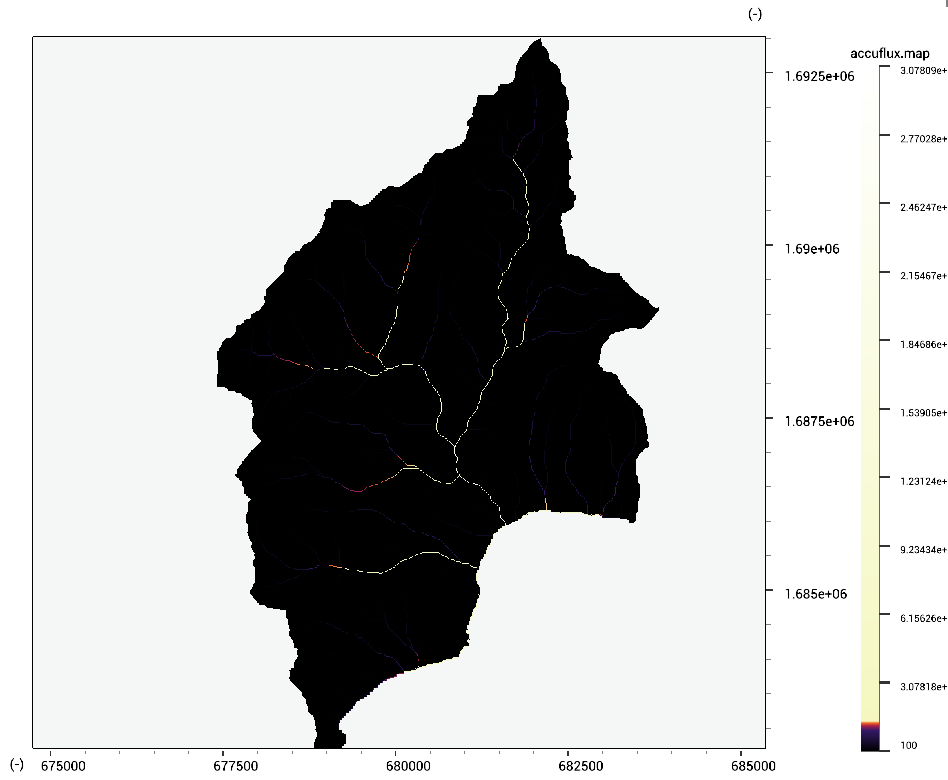 (-)
accuflux.map
3.07809e+
2.77028e+
2.46247e+
2.15467e+
1.84686e+
1.53905e+
1.23124e+
9.23434e+
6.15626e+
3.07818e+
100
1.6925e+06
1.69e+06
1.6875e+06
1.685e+06
(-)
675000
677500
680000
682500
685000